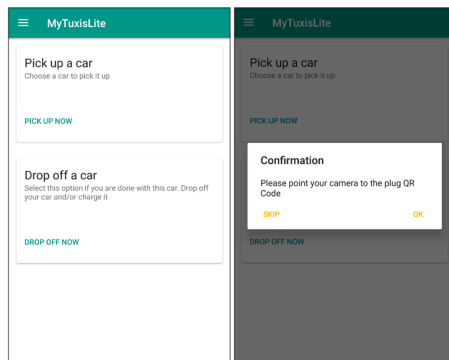 MyTuxisLite
Pick up a car
Choose a car to pick it up
PICK UP NOW
Drop off a car
Select this option if you are done with this car. Drop off
your car and/or charge it
DROP OFF NOW
MyTuxisLite
Pick up a car
Choose a car to pick it up
PICK UP NOW
Confirmation
Please point your camera to the plug QR
Code
SKIP OK
DROP OFF NOW